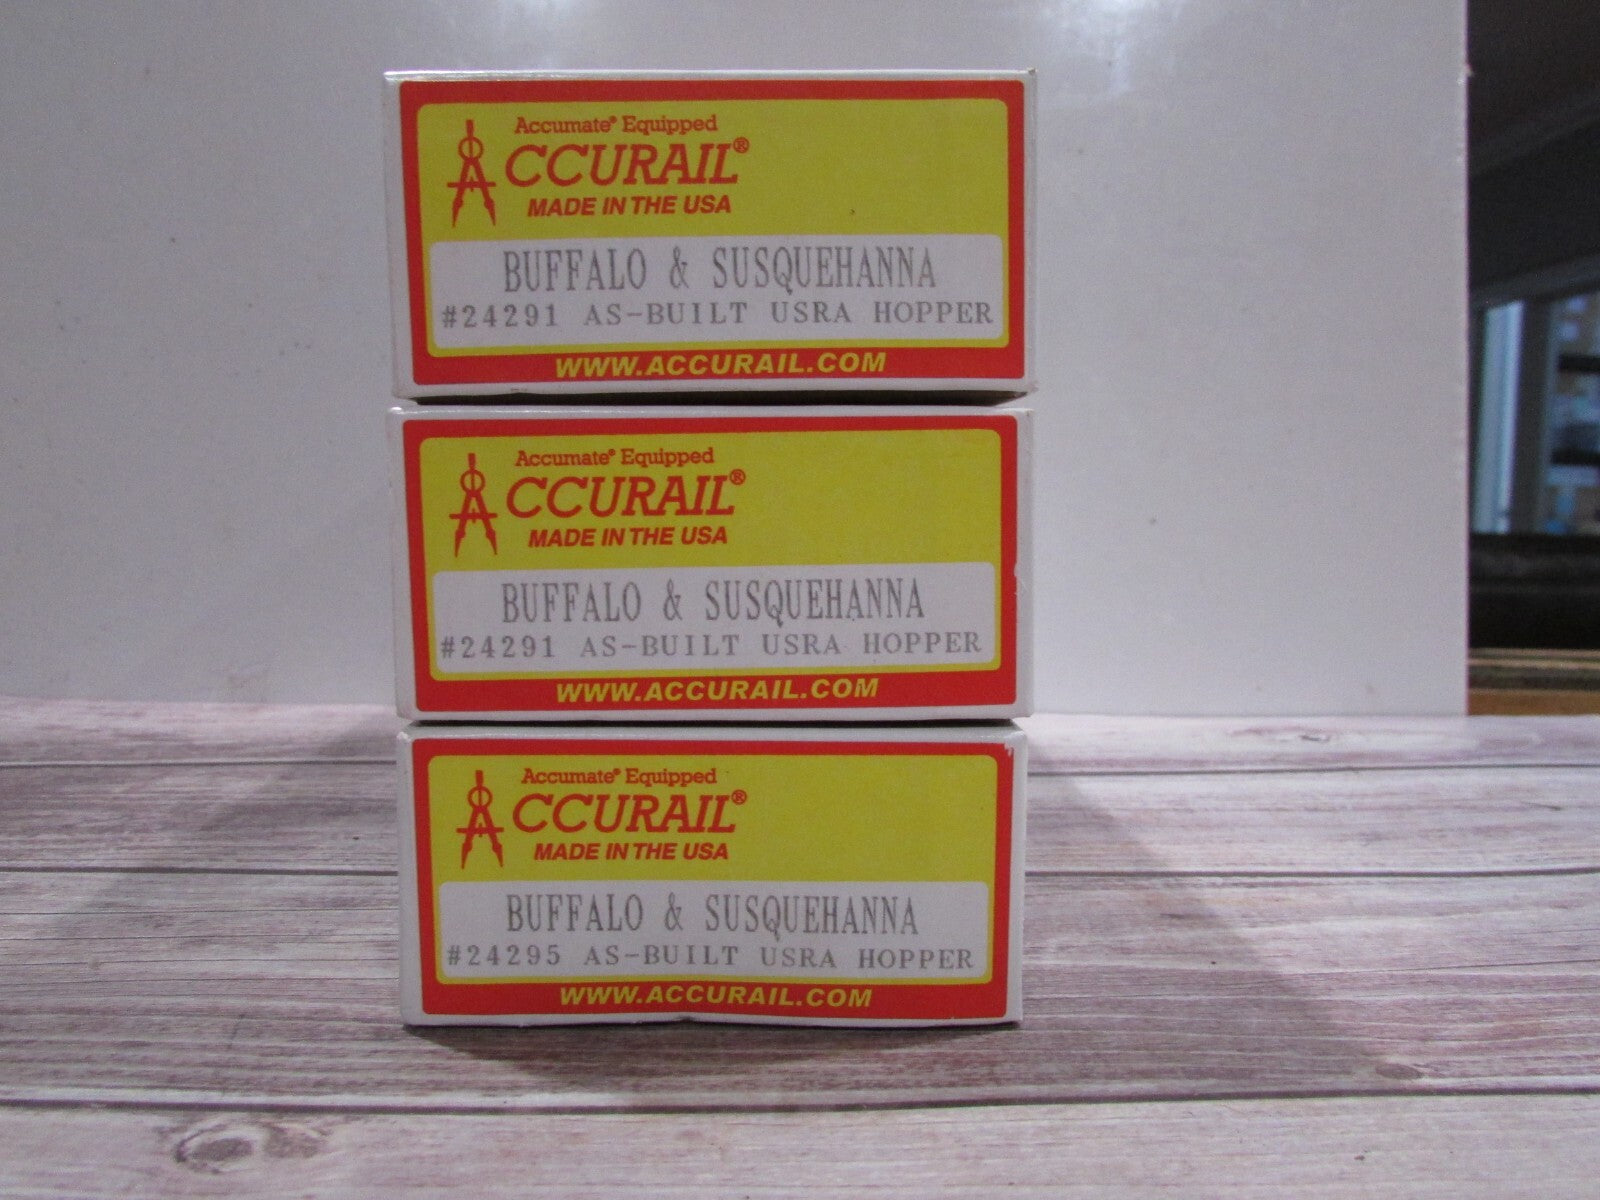 Accumate® Equipped
ACCURAIL®
MADE IN THE USA
BUFFALO & SUSQUEHANNA
#24291 AS-BUILT USRA HOPPER
WWW.ACCURAIL.COM
Accumate® Equipped
ACCURAIL®
MADE IN THE USA
BUFFALO & SUSQUEHANNA
#24291 AS-BUILT USRA HOPPER
WWW.ACCURAIL.COM
Accumate® Equipped
ACCURAIL®
MADE IN THE USA
BUFFALO & SUSQUEHANNA
#24295 AS-BUILT USRA HOPPER
WWW.ACCURAIL.COM